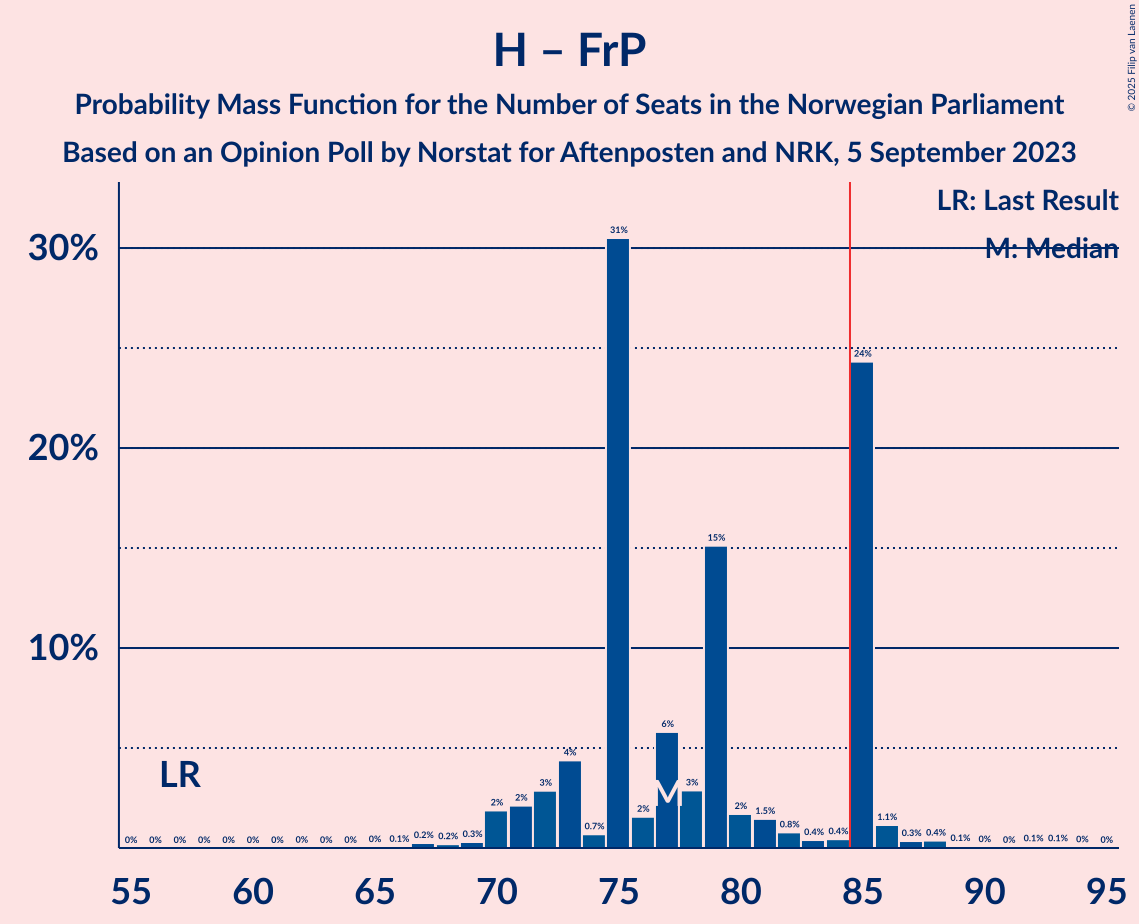 H – FrP
Probability Mass Function for the Number of Seats in the Norwegian Parliament
Based on an Opinion Poll by Norstat for Aftenposten and NRK, 5 September 2023
© 2025 Filip van Laenen
LR: Last Result
M: Median
30%
20%
10%
LR
M
0% 0% 0% 0% 0% 0% 0% 0% 0% 0% 0% 0.1% 0.2% 0.2% 0.3% 2% 2% 3% 4% 0.7% 31% 2% 6% 3% 15% 2% 1.5% 0.8% 0.4% 0.4% 24% 1.1% 0.3% 0.4% 0.1% 0% 0% 0.1% 0.1% 0% 0%
55 60 65 70 75 80 85 90 95